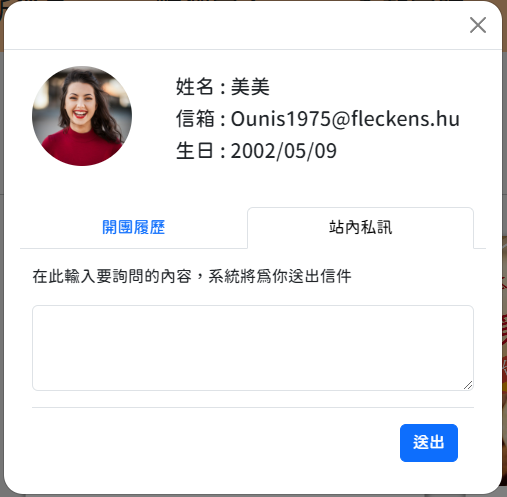 姓名 : 美美
信箱 : Ounis1975@fleckens.hu
生日 : 2002/05/09
開團履歷
站內私訊
在此輸入要詢問的內容，系統將為你送出信件
送出